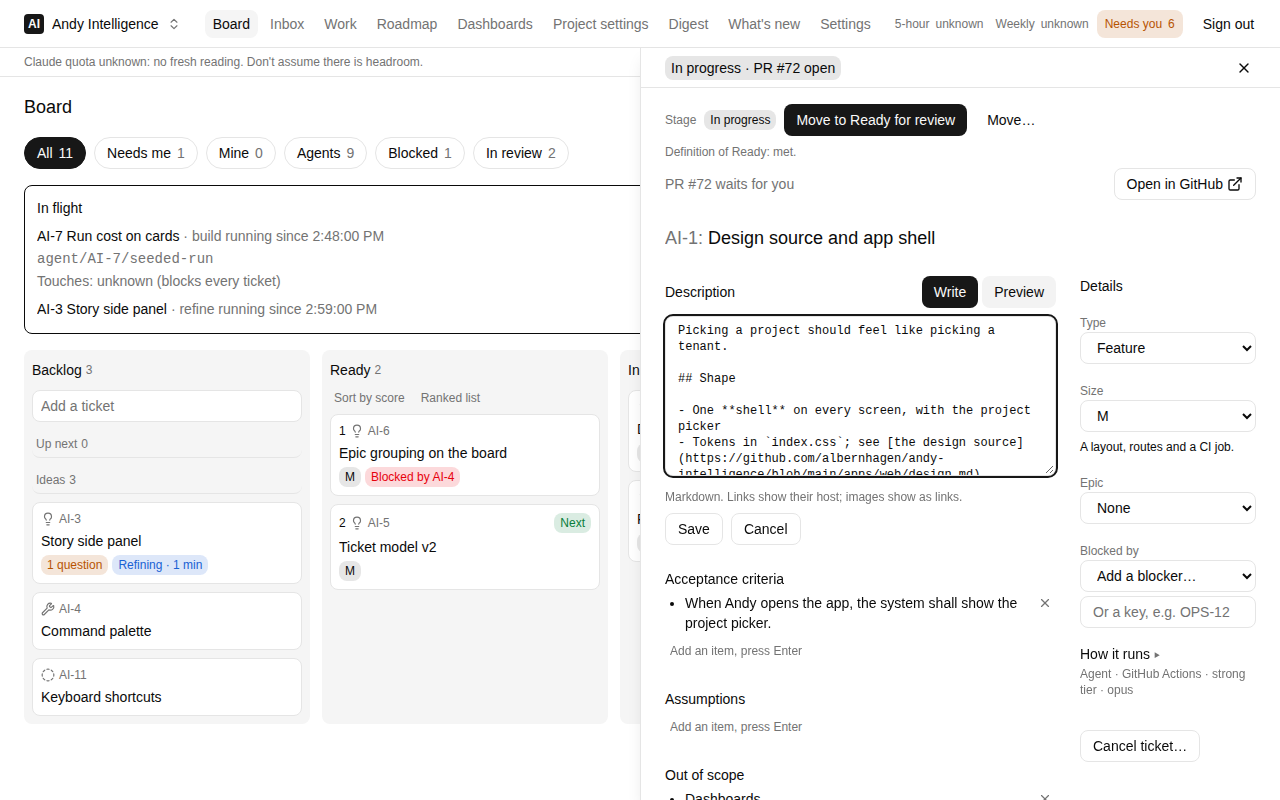 AI Andy Intelligence Board Inbox Work Roadmap Dashboards Project settings Digest What's new Settings 5-hour unknown Weekly unknown Needs you 6 Sign out
Claude quota unknown: no fresh reading. Don't assume there is headroom.
Board
All 11 Needs me 1 Mine 0 Agents 9 Blocked 1 In review 2
In flight
AI-7 Run cost on cards · build running since 2:48:00 PM
agent/AI-7/seeded-run
Touches: unknown (blocks every ticket)
AI-3 Story side panel · refine running since 2:59:00 PM
Backlog 3
Add a ticket
Up next 0
Ideas 3
AI-3
Story side panel
1 question Refining · 1 min
AI-4
Command palette
AI-11
Keyboard shortcuts
Ready 2
Sort by score Ranked list
1 AI-6
Epic grouping on the board
M Blocked by AI-4
2 AI-5 Next
Ticket model v2
M
In
In progress · PR #72 open
Stage In progress Move to Ready for review Move…
Definition of Ready: met.
PR #72 waits for you Open in GitHub
AI-1: Design source and app shell
Description Write Preview
Picking a project should feel like picking a
tenant.
## Shape
- One **shell** on every screen, with the project
picker
- Tokens in `index.css`; see [the design source]
(https://github.com/albernhagen/andy-
intelligence/blob/main/apps/web/design.md)
Markdown. Links show their host; images show as links.
Save Cancel
Acceptance criteria
• When Andy opens the app, the system shall show the
project picker.
Add an item, press Enter
Assumptions
Add an item, press Enter
Out of scope
• Dashboards
Details
Type
Feature
Size
M
A layout, routes and a CI job.
Epic
None
Blocked by
Add a blocker…
Or a key, e.g. OPS-12
How it runs ▸
Agent · GitHub Actions · strong
tier · opus
Cancel ticket…